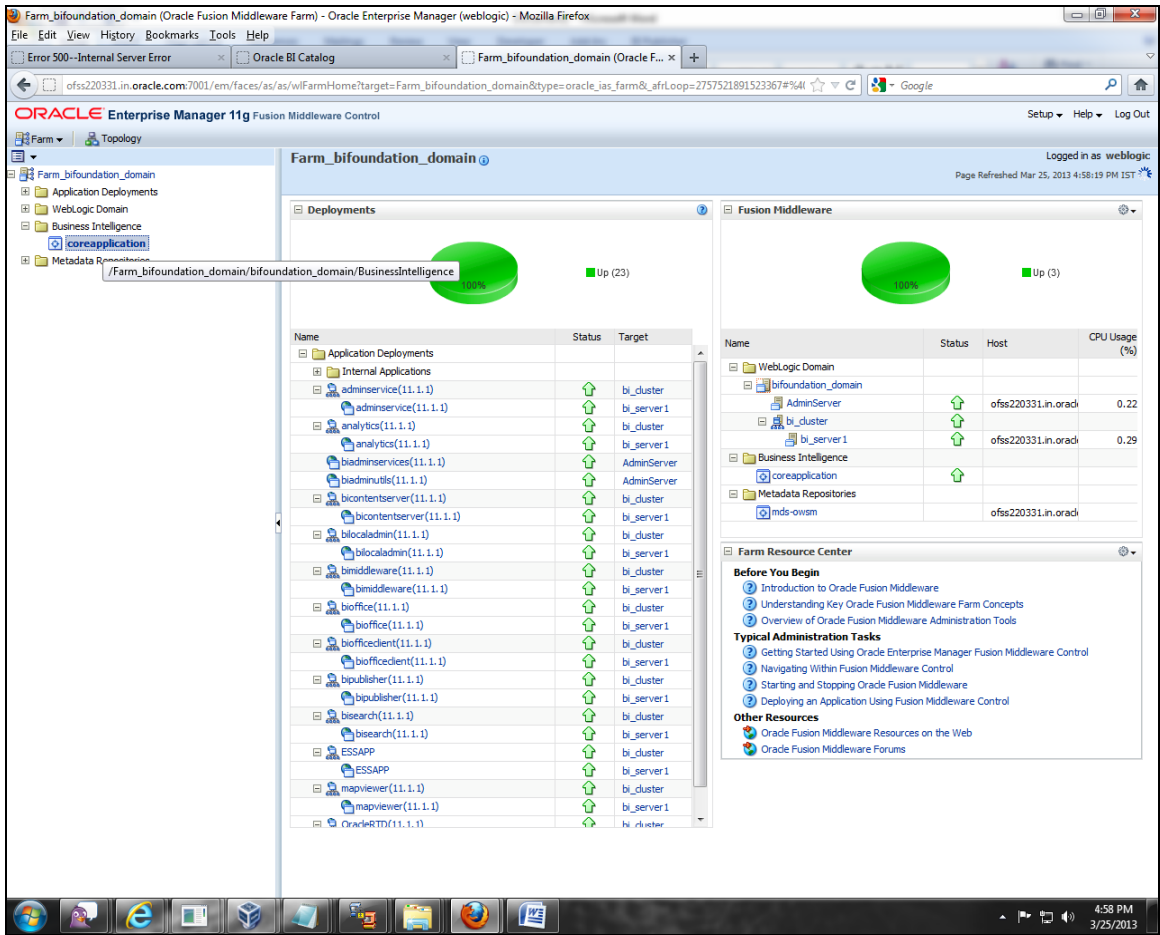 Farm_bifoundation_domain (Oracle Fusion Middleware Farm) - Oracle Enterprise Manager (weblogic) - Mozilla Firefox
File Edit View History Bookmarks Tools Help
Error 500--Internal Server Error
Oracle BI Catalog
Farm_bifoundation_domain (Oracle F...
ofss220331.in.oracle.com:7001/em/faces/as/as/wlFarmHome?target=Farm_bifoundation_domain&type=oracle_ias_farm&_afrLoop=2757521891523367#%4(
Google
ORACLE Enterprise Manager 11g Fusion Middleware Control
Setup Help Log Out
Farm Topology
Farm_bifoundation_domain
Application Deployments
WebLogic Domain
Business Intelligence
coreapplication
Metadata Repositories
/Farm_bifoundation_domain/bifoundation_domain/BusinessIntelligence
Farm_bifoundation_domain
Logged in as weblogic
Page Refreshed Mar 25, 2013 4:58:19 PM IST
Deployments
100%
Up (23)
Name Status Target
Application Deployments
Internal Applications
adminservice(11.1.1) bi_cluster
adminservice(11.1.1) bi_server1
analytics(11.1.1) bi_cluster
analytics(11.1.1) bi_server1
biadminservices(11.1.1) AdminServer
biadminutils(11.1.1) AdminServer
bicontentserver(11.1.1) bi_cluster
bicontentserver(11.1.1) bi_server1
bilocaladmin(11.1.1) bi_cluster
bilocaladmin(11.1.1) bi_server1
bimiddleware(11.1.1) bi_cluster
bimiddleware(11.1.1) bi_server1
bioffice(11.1.1) bi_cluster
bioffice(11.1.1) bi_server1
biofficeclient(11.1.1) bi_cluster
biofficeclient(11.1.1) bi_server1
bipublisher(11.1.1) bi_cluster
bipublisher(11.1.1) bi_server1
bisearch(11.1.1) bi_cluster
bisearch(11.1.1) bi_server1
ESSAPP bi_cluster
ESSAPP bi_server1
mapviewer(11.1.1) bi_cluster
mapviewer(11.1.1) bi_server1
OracleRTD(11.1.1) bi_cluster
Fusion Middleware
100%
Up (3)
Name Status Host CPU Usage (%)
WebLogic Domain
bifoundation_domain
AdminServer ofss220331.in.oracl 0.22
bi_cluster
bi_server1 ofss220331.in.oracl 0.29
Business Intelligence
coreapplication
Metadata Repositories
mds-owsm ofss220331.in.oracl
Farm Resource Center
Before You Begin
Introduction to Oracle Fusion Middleware
Understanding Key Oracle Fusion Middleware Farm Concepts
Overview of Oracle Fusion Middleware Administration Tools
Typical Administration Tasks
Getting Started Using Oracle Enterprise Manager Fusion Middleware Control
Navigating Within Fusion Middleware Control
Starting and Stopping Oracle Fusion Middleware
Deploying an Application Using Fusion Middleware Control
Other Resources
Oracle Fusion Middleware Resources on the Web
Oracle Fusion Middleware Forums
4:58 PM
3/25/2013